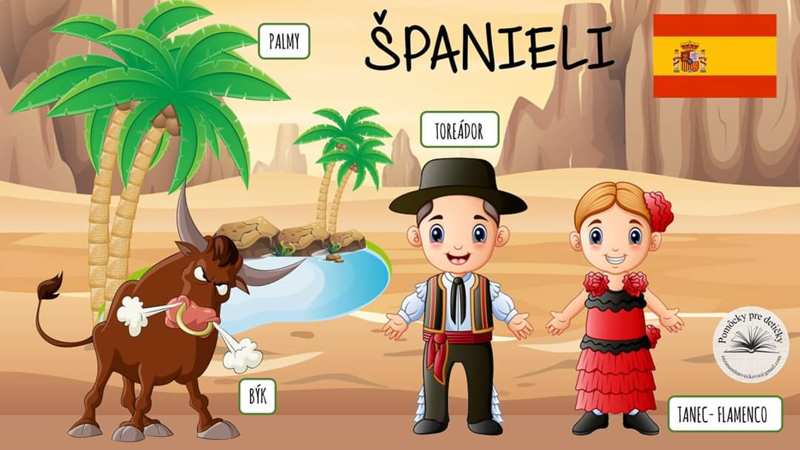 PALMY
ŠPANIELI
TOREÁDOR
BÝK
TANEC- FLAMENCO
Pomôcky pre detičky